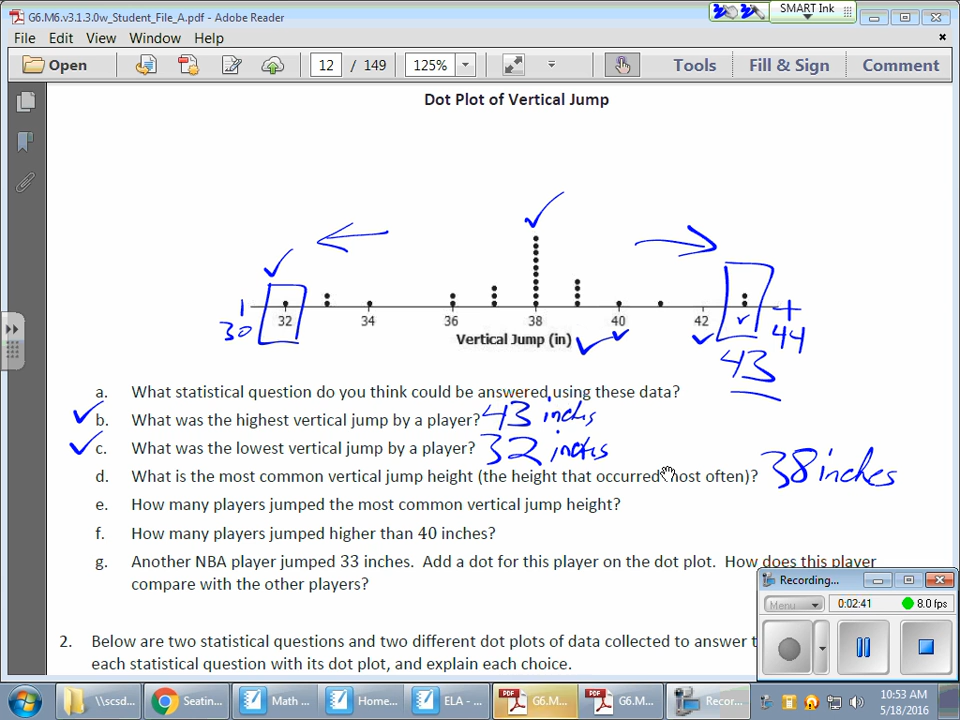 G6.M6.v3.1.3.0w_Student_File_A.pdf - Adobe Reader
SMART Ink
File Edit View Window Help
Open 12 / 149 125% Tools Fill & Sign Comment
Dot Plot of Vertical Jump
30 32 34 36 38 40 42 44
Vertical Jump (in)
43
a. What statistical question do you think could be answered using these data?
b. What was the highest vertical jump by a player? 43 inches
c. What was the lowest vertical jump by a player? 32 inches
d. What is the most common vertical jump height (the height that occurred most often)? 38 inches
e. How many players jumped the most common vertical jump height?
f. How many players jumped higher than 40 inches?
g. Another NBA player jumped 33 inches. Add a dot for this player on the dot plot. How does this player
compare with the other players?
2. Below are two statistical questions and two different dot plots of data collected to answer
each statistical question with its dot plot, and explain each choice.
Recording...
Menu 0:02:41 8.0 fps
\\scsd... Seatin... Math ... Home... ELA - ... G6.M... G6.M... Recor...
10:53 AM
5/18/2016